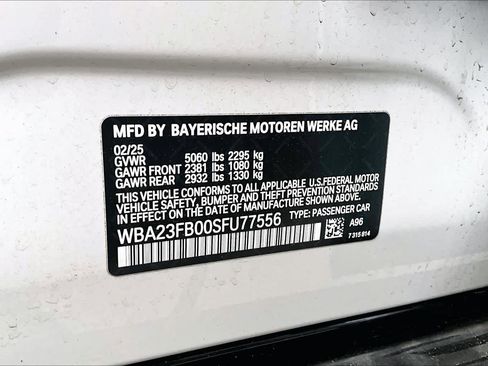 MFD BY BAYERISCHE MOTOREN WERKE AG
02/25
GVWR 5060 lbs 2295 kg
GAWR FRONT 2381 lbs 1080 kg
GAWR REAR 2932 lbs 1330 kg
THIS VEHICLE CONFORMS TO ALL APPLICABLE U.S.FEDERAL MOTOR
VEHICLE SAFETY, BUMPER AND THEFT PREVENTION STANDARDS IN
EFFECT ON THE DATE OF MANUFACTURE SHOWN ABOVE.
WBA23FB00SFU77556 TYPE: PASSENGER CAR
A96
7 315 814